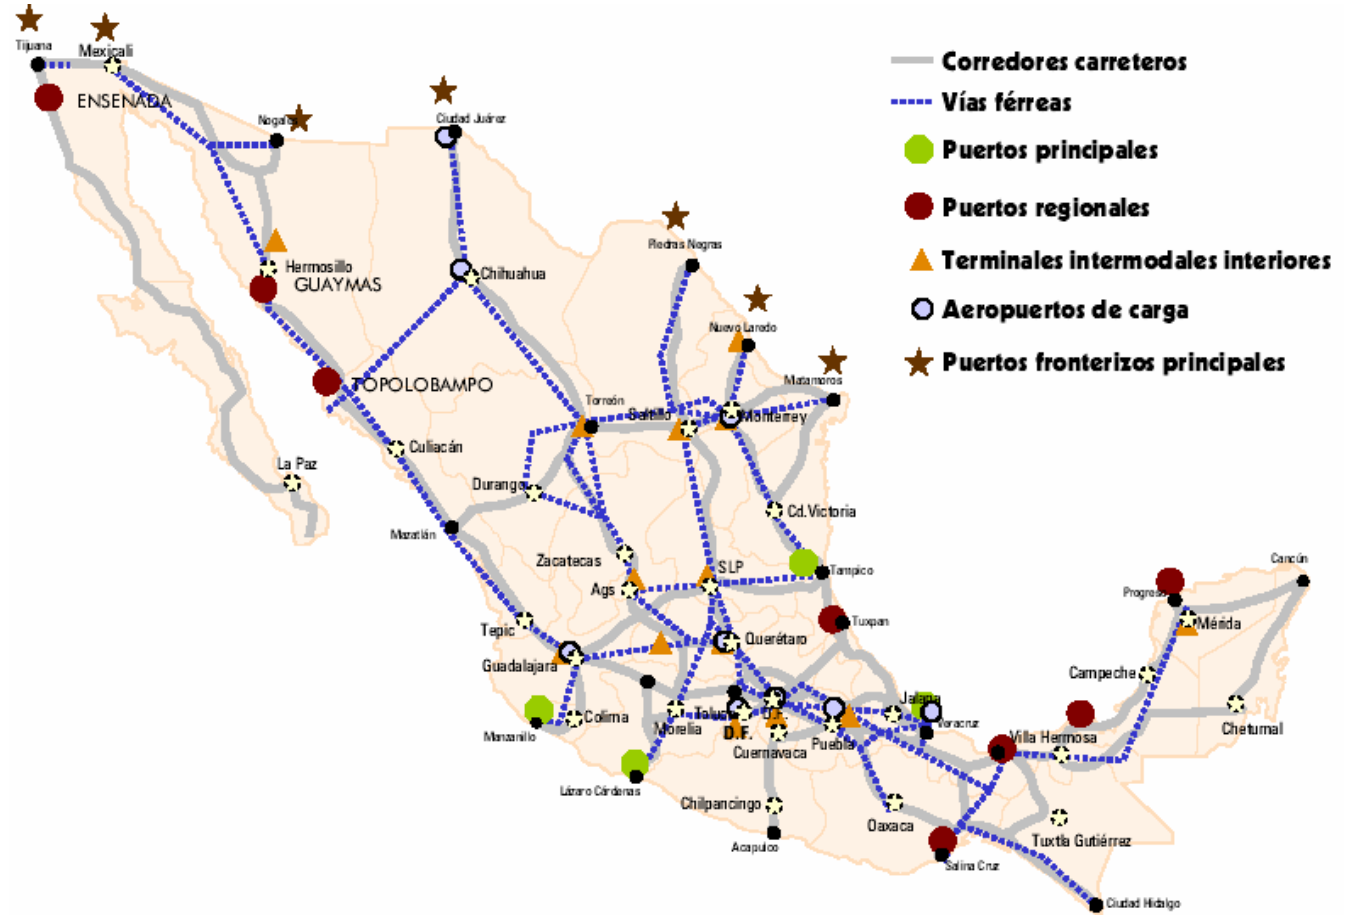 Tijuana
Mexicali
ENSENADA
Nogales
Ciudad Juárez
Corredores carreteros
Vías férreas
Puertos principales
Puertos regionales
Terminales intermodales interiores
Aeropuertos de carga
Puertos fronterizos principales
Hermosillo
GUAYMAS
Chihuahua
Piedras Negras
Nuevo Laredo
Matamoros
TOPOLOBAMPO
Torreón
Saltillo
Monterrey
Culiacán
La Paz
Durango
Cd.Victoria
Mazatlán
Zacatecas
SLP
Tampico
Ags
Cancún
Progreso
Mérida
Tuxpan
Tepic
Querétaro
Guadalajara
Campeche
Jalapa
Colima
Toluca
D.F.
Manzanillo
Morelia
D.F.
Veracruz
Chetumal
Cuernavaca
Puebla
Villa Hermosa
Lázaro Cárdenas
Chilpancingo
Oaxaca
Tuxtla Gutiérrez
Acapulco
Salina Cruz
Ciudad Hidalgo